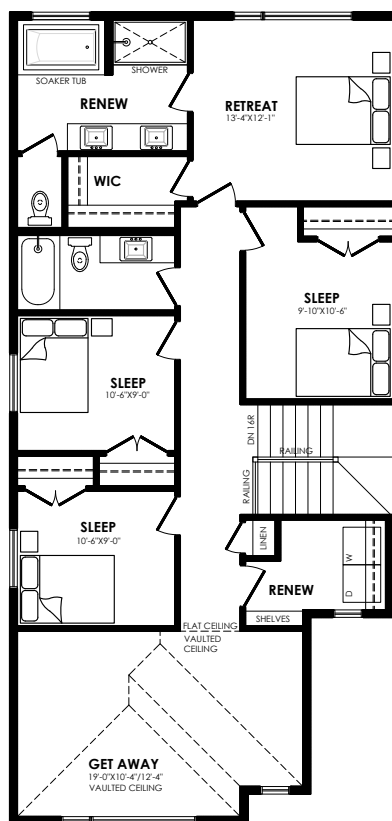 SOAKER TUB
SHOWER
RENEW
RETREAT
13'-4"X12'-1"
WIC
SLEEP
9'-10"X10'-6"
SLEEP
10'-6"X9'-0"
DN 16R
RAILING
RAILING
SLEEP
10'-6"X9'-0"
LINEN
W
D
RENEW
SHELVES
FLAT CEILING
VAULTED
CEILING
GET AWAY
19'-0"X10'-4"/12'-4"
VAULTED CEILING